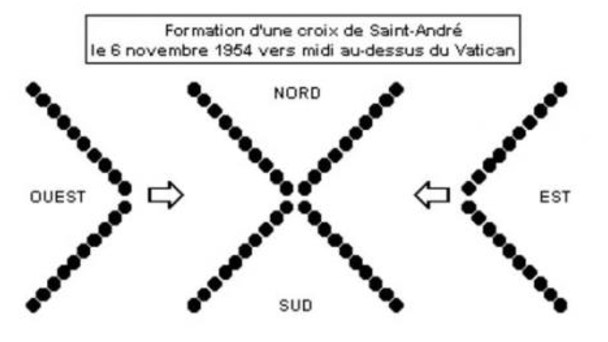 Formation d'une croix de Saint-André
le 6 novembre 1954 vers midi au-dessus du Vatican
NORD
OUEST
EST
SUD